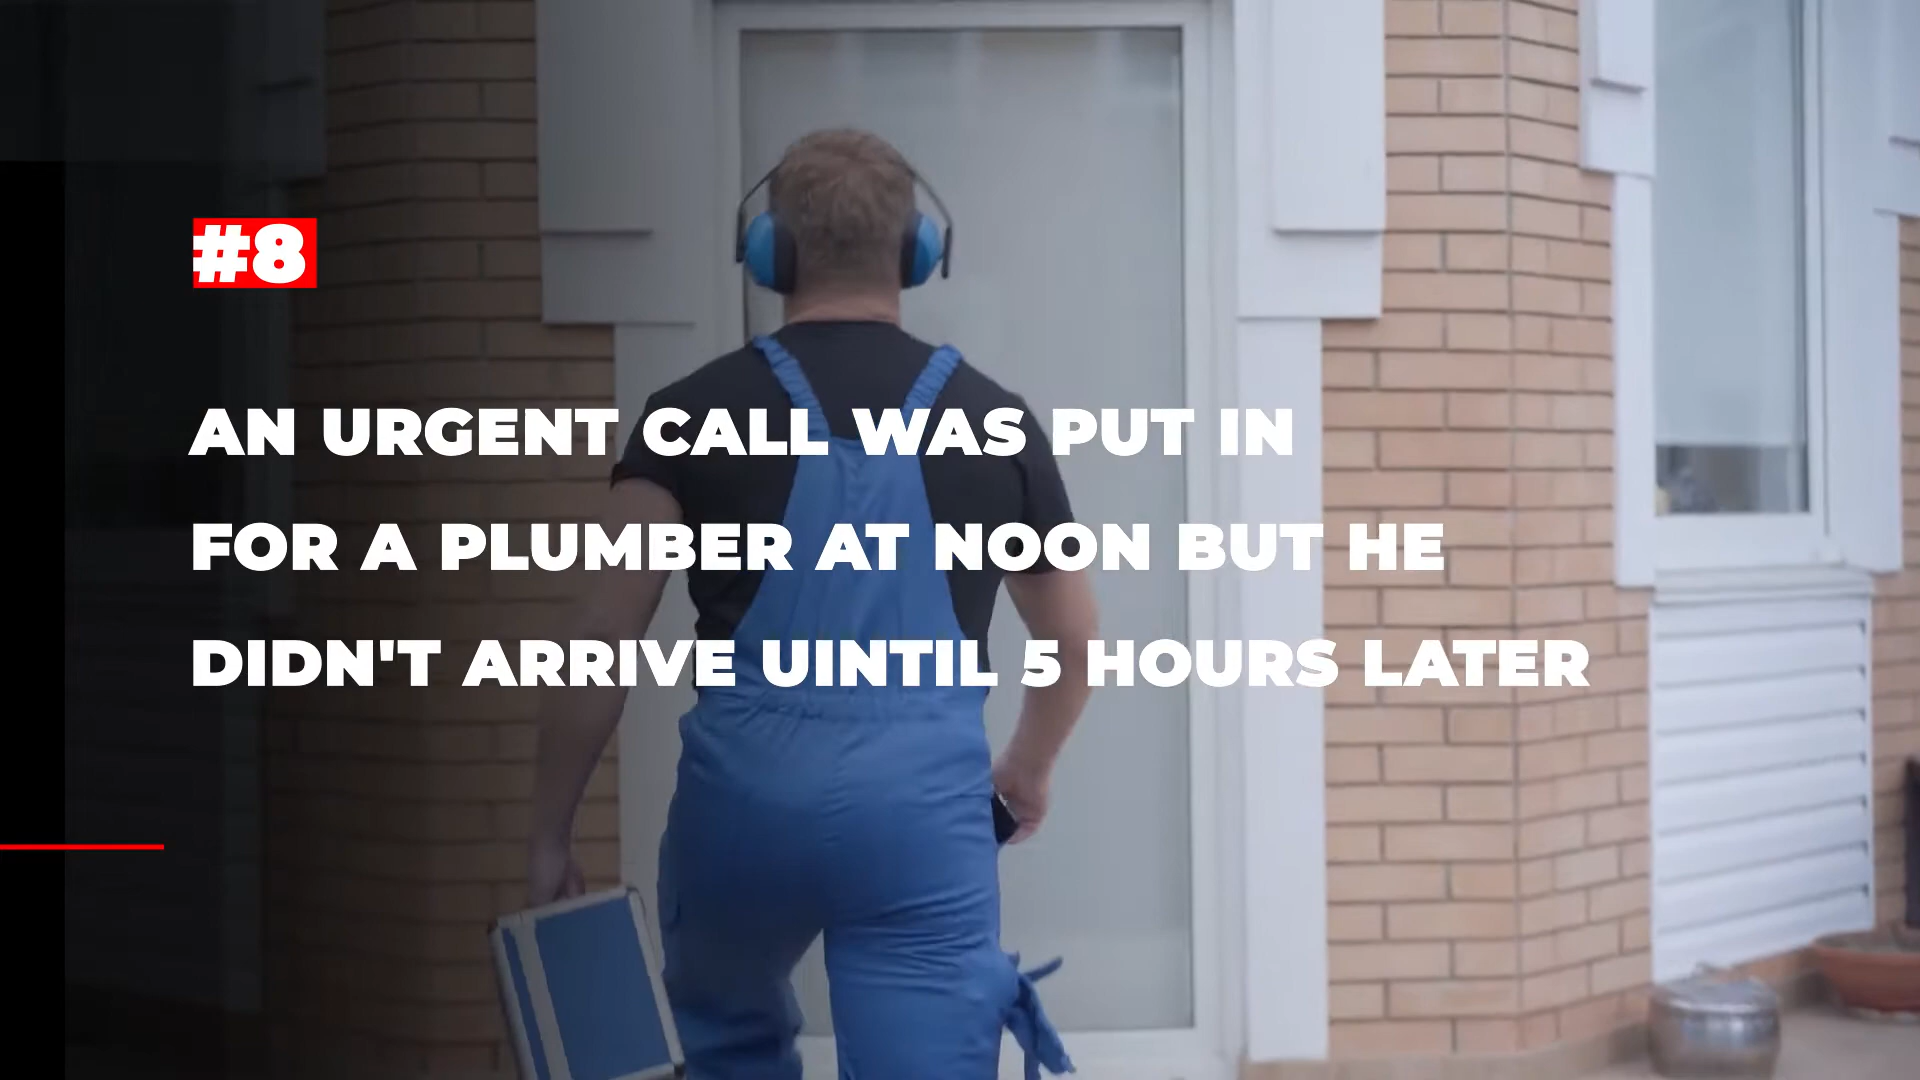 #8
AN URGENT CALL WAS PUT IN
FOR A PLUMBER AT NOON BUT HE
DIDN'T ARRIVE UINTIL 5 HOURS LATER